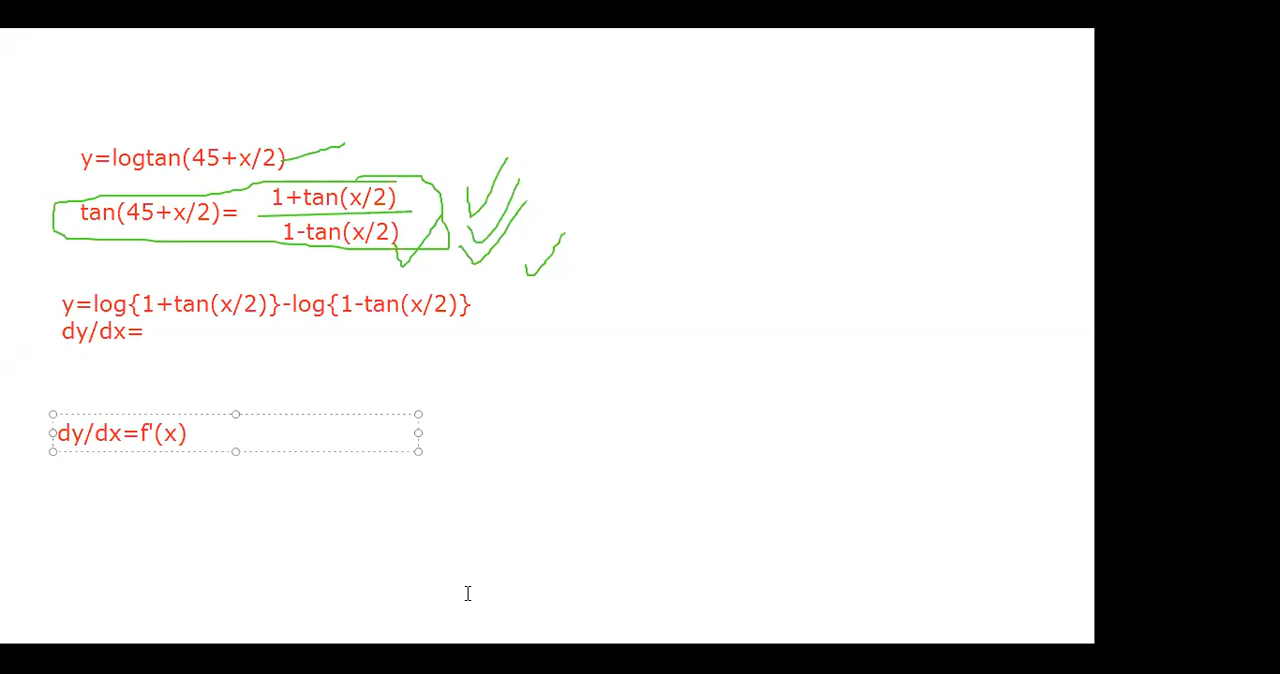 y=logtan(45+x/2)
1+tan(x/2)
tan(45+x/2)=
1-tan(x/2)
y=log{1+tan(x/2)}-log{1-tan(x/2)}
dy/dx=
dy/dx=f'(x)